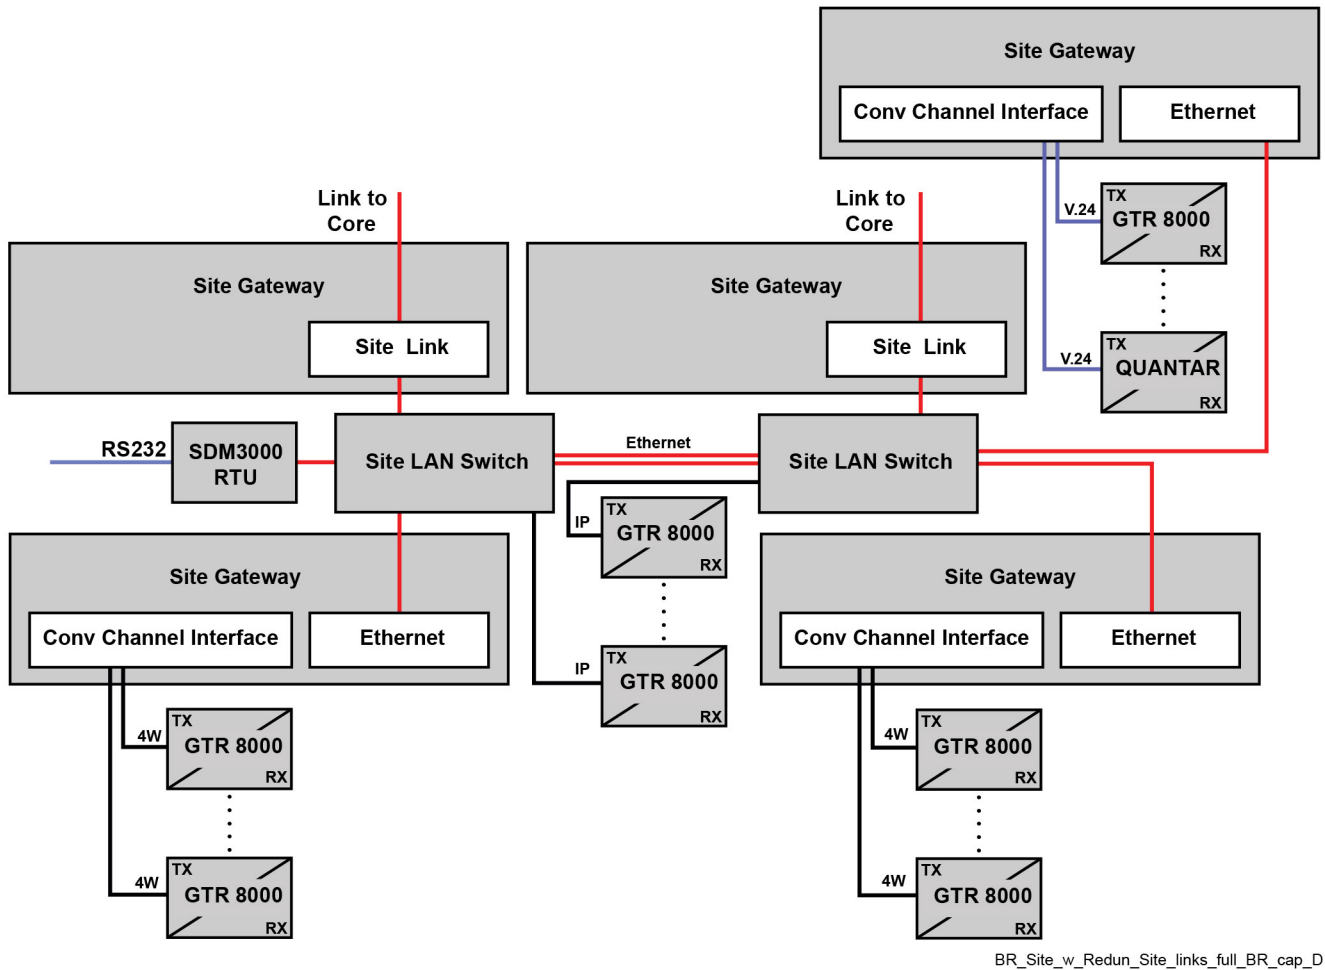 Site Gateway
Conv Channel Interface
Ethernet
V.24
TX
GTR 8000
RX
V.24
TX
QUANTAR
RX
Link to
Core
Site Gateway
Site Link
Link to
Core
Site Gateway
Site Link
RS232
SDM3000
RTU
Site LAN Switch
Ethernet
Site LAN Switch
IP
TX
GTR 8000
RX
IP
TX
GTR 8000
RX
Site Gateway
Conv Channel Interface
Ethernet
4W
TX
GTR 8000
RX
4W
TX
GTR 8000
RX
Site Gateway
Conv Channel Interface
Ethernet
4W
TX
GTR 8000
RX
4W
TX
GTR 8000
RX
BR_Site_w_Redun_Site_links_full_BR_cap_D